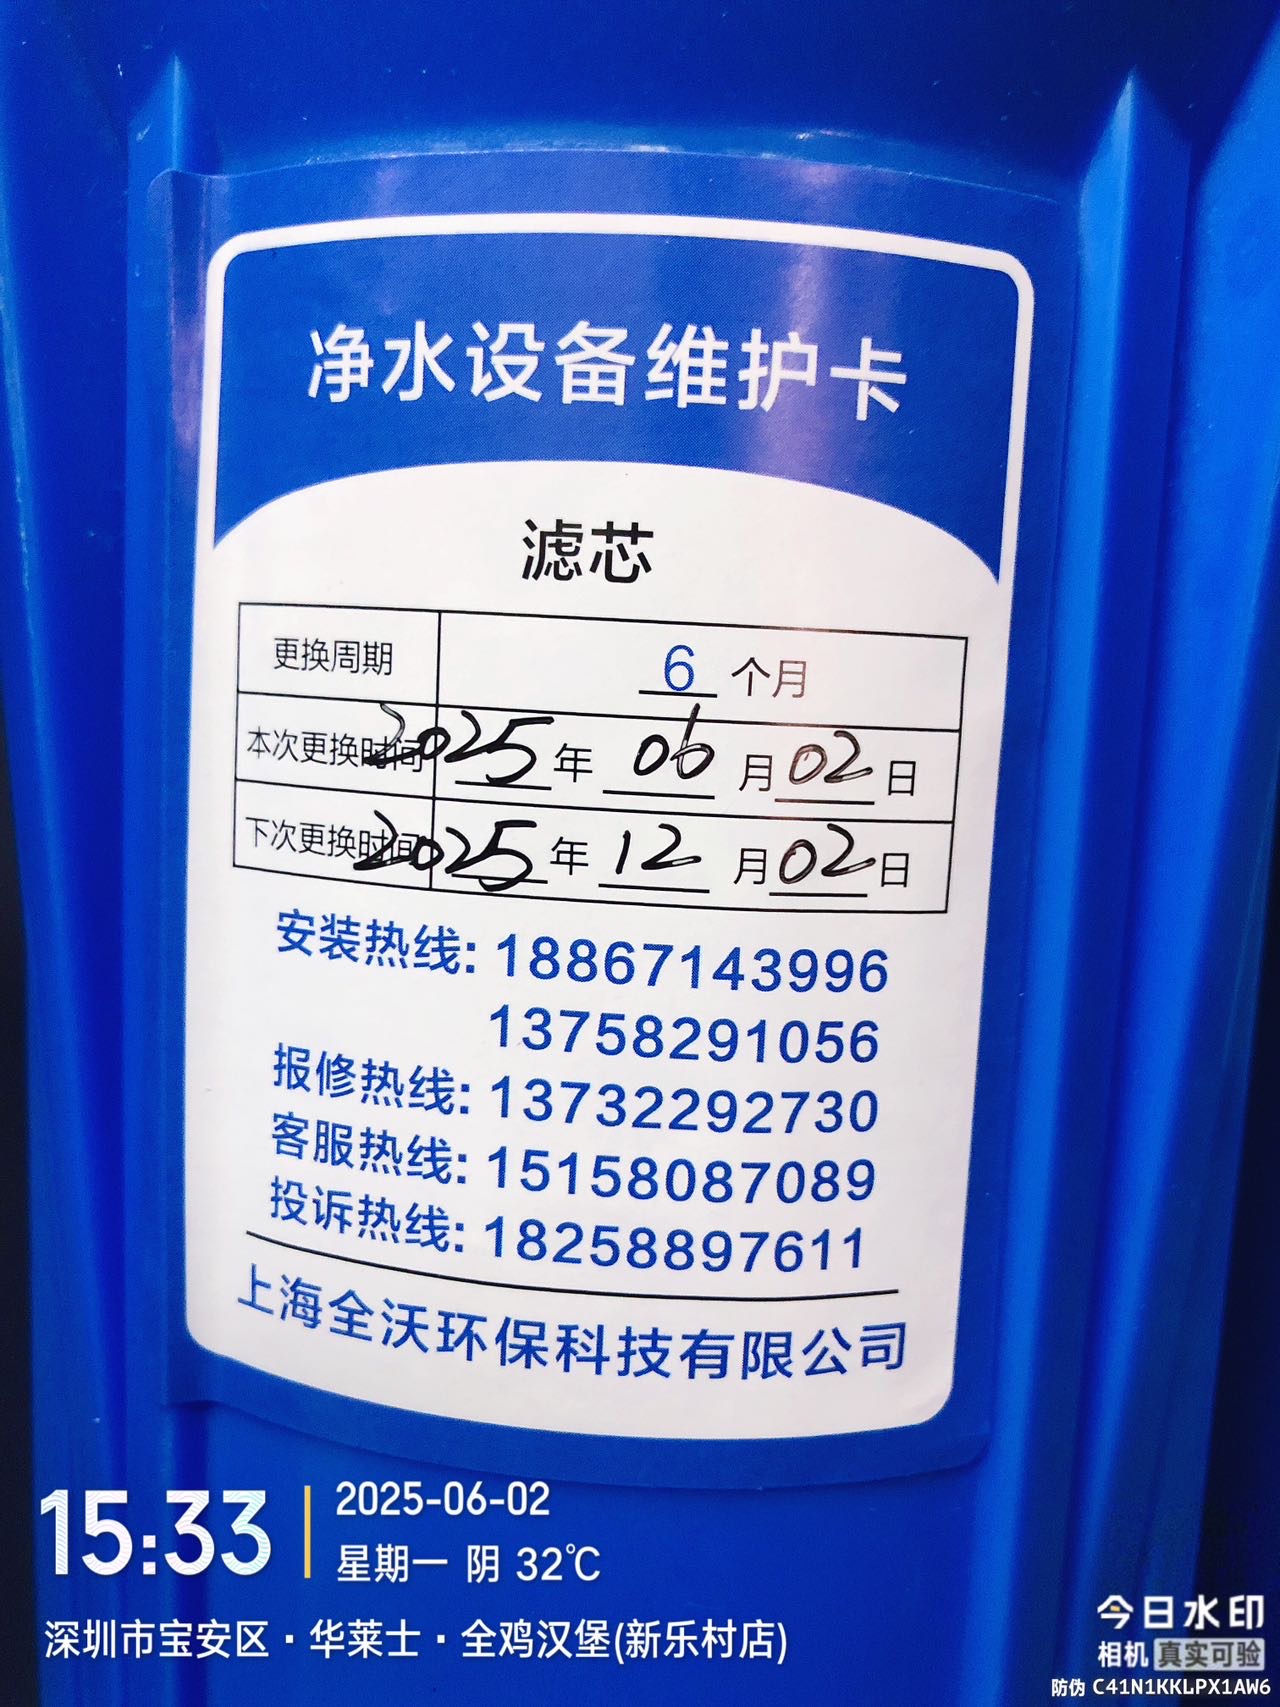 净水设备维护卡
滤芯
更换周期 6 个月
本次更换时间 2025 年 06 月 02 日
下次更换时间 2025 年 12 月 02 日
安装热线: 18867143996
13758291056
报修热线: 13732292730
客服热线: 15158087089
投诉热线: 18258897611
上海全沃环保科技有限公司
15:33
2025-06-02
星期一 阴 32℃
深圳市宝安区·华莱士·全鸡汉堡(新乐村店)
今日水印
相机 真实可验
防伪 C41N1KKLPX1AW6